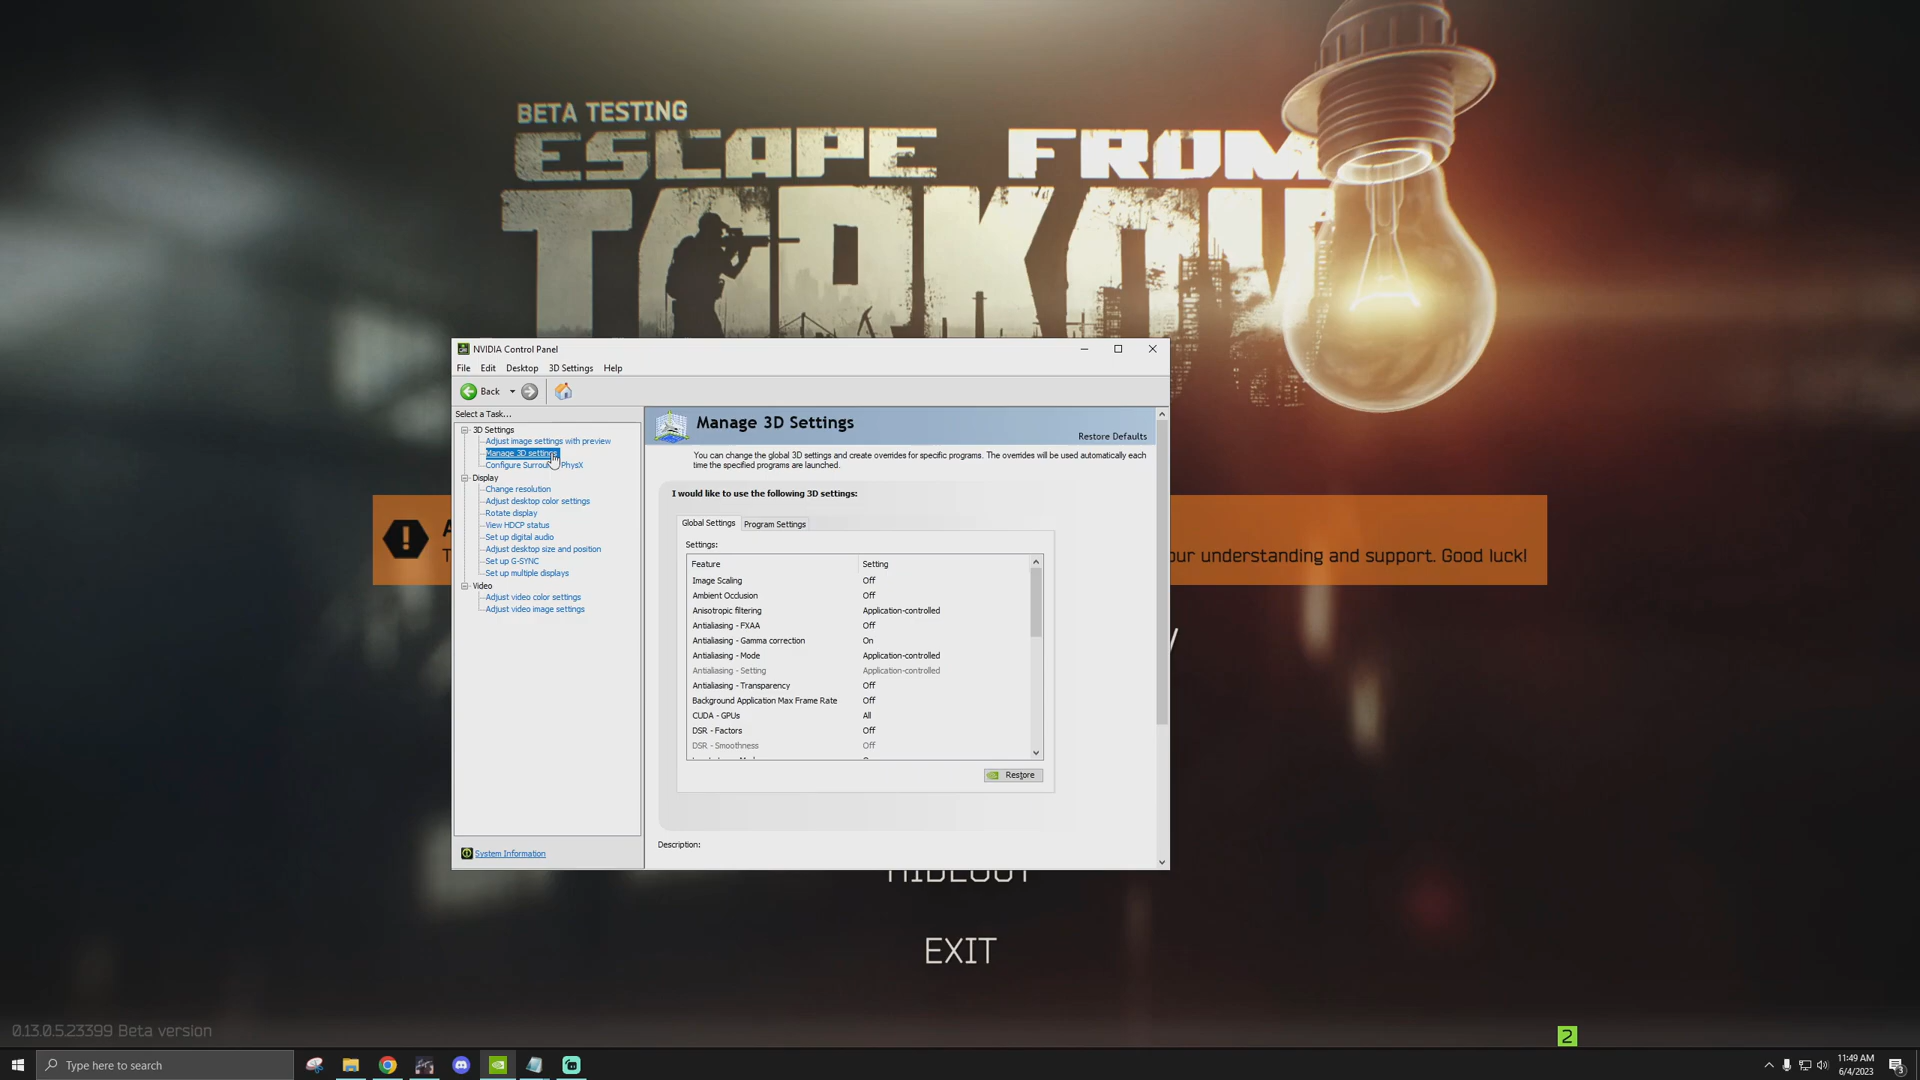 BETA TESTING
ESCAPE FROM
TARKOV
NVIDIA Control Panel
File Edit Desktop 3D Settings Help
Back
Select a Task...
3D Settings
Adjust image settings with preview
Manage 3D settings
Configure Surround, PhysX
Display
Change resolution
Adjust desktop color settings
Rotate display
View HDCP status
Set up digital audio
Adjust desktop size and position
Set up G-SYNC
Set up multiple displays
Video
Adjust video color settings
Adjust video image settings
System Information
Manage 3D Settings
Restore Defaults
You can change the global 3D settings and create overrides for specific programs. The overrides will be used automatically each
time the specified programs are launched.
I would like to use the following 3D settings:
Global Settings Program Settings
Settings:
Feature Setting
Image Scaling Off
Ambient Occlusion Off
Anisotropic filtering Application-controlled
Antialiasing - FXAA Off
Antialiasing - Gamma correction On
Antialiasing - Mode Application-controlled
Antialiasing - Setting Application-controlled
Antialiasing - Transparency Off
Background Application Max Frame Rate Off
CUDA - GPUs All
DSR - Factors Off
DSR - Smoothness Off
Restore
Description:
our understanding and support. Good luck!
HIDEOUT
EXIT
0.13.0.5.23399 Beta version
2
Type here to search
11:49 AM
6/4/2023
3